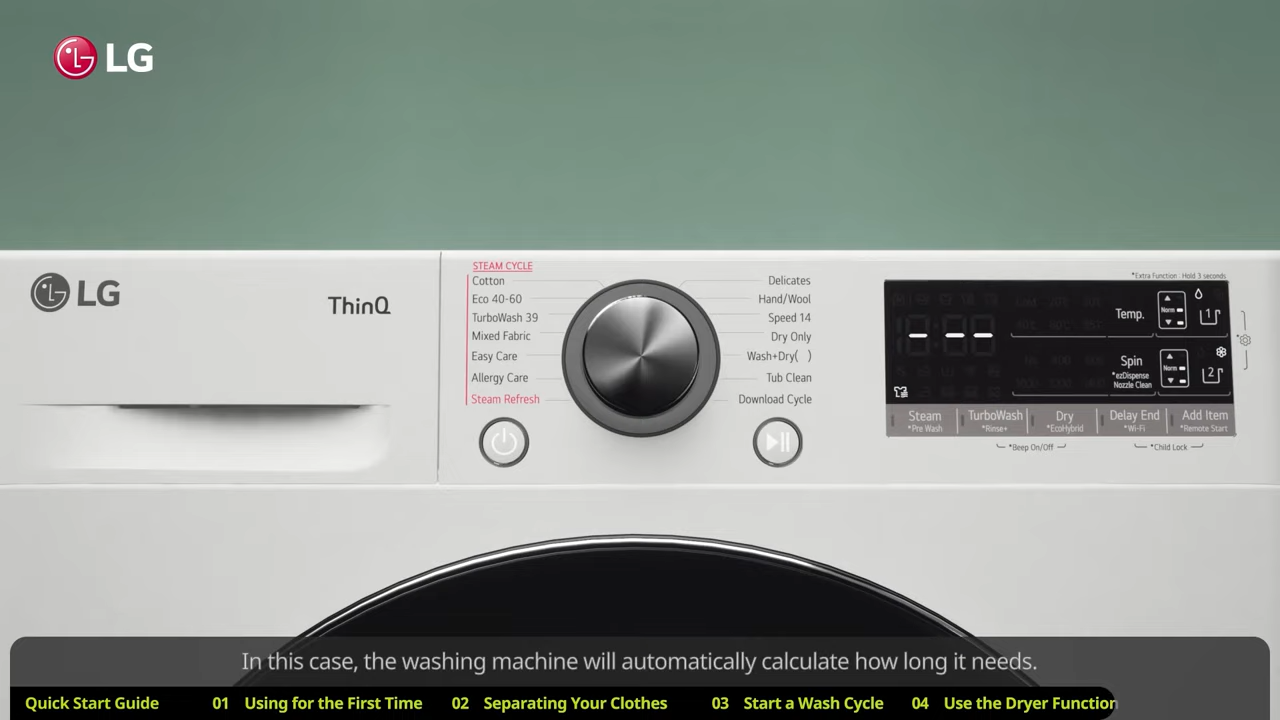 LG
LG
ThinQ
STEAM CYCLE
Cotton
Eco 40-60
TurboWash 39
Mixed Fabric
Easy Care
Allergy Care
Steam Refresh
Delicates
Hand/Wool
Speed 14
Dry Only
Wash+Dry( )
Tub Clean
Download Cycle
*Extra Function : Hold 3 seconds
Temp.
Norm
1
Spin
*ezDispense
Nozzle Clean
Norm
2
Steam
*Pre Wash
TurboWash
*Rinse+
Dry
*EcoHybrid
Delay End
*Wi-Fi
Add Item
*Remote Start
*Beep On/Off
*Child Lock
In this case, the washing machine will automatically calculate how long it needs.
Quick Start Guide 01 Using for the First Time 02 Separating Your Clothes 03 Start a Wash Cycle 04 Use the Dryer Function